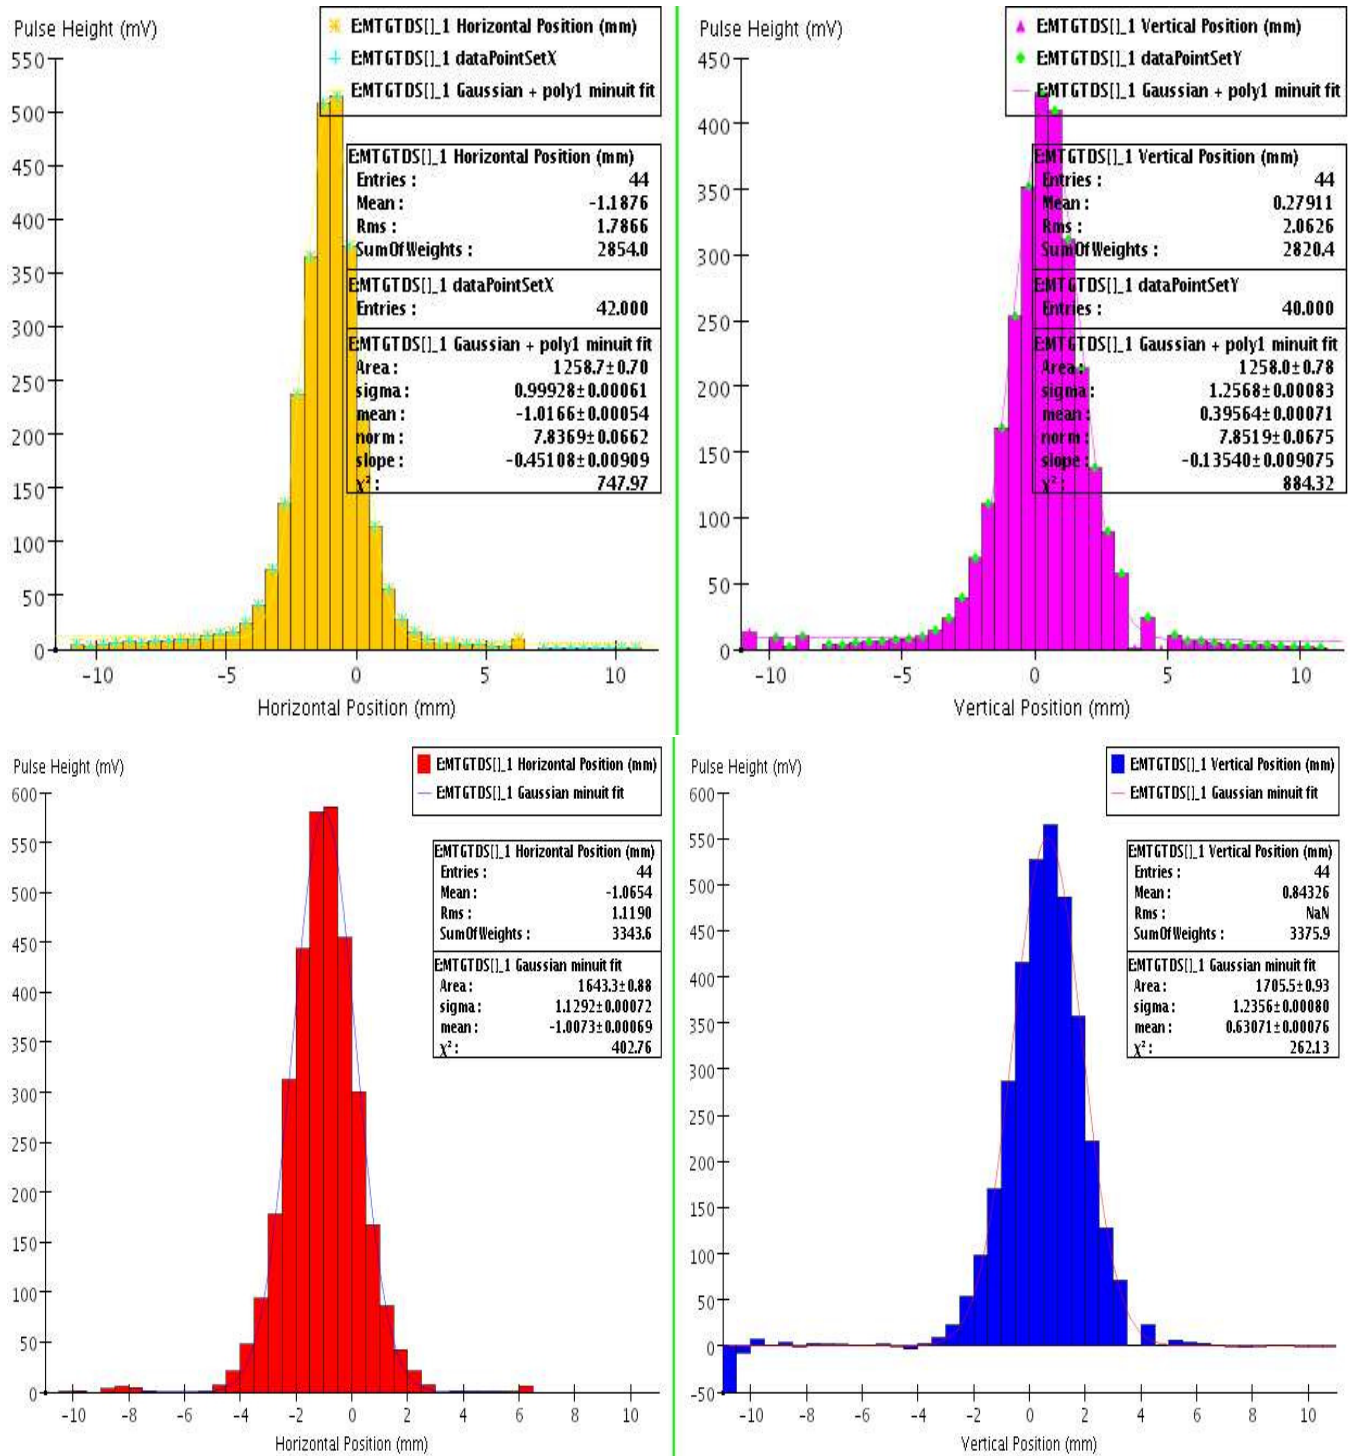 Pulse Height (mV)
E:MTGTDS[]_1 Horizontal Position (mm)
E:MTGTDS[]_1 dataPointSetX
E:MTGTDS[]_1 Gaussian + poly1 minuit fit
550
500
450
400
350
300
250
200
150
100
50
0
E:MTGTDS[]_1 Horizontal Position (mm)
Entries : 44
Mean : -1.1876
Rms : 1.7866
SumOfWeights : 2854.0
E:MTGTDS[]_1 dataPointSetX
Entries : 42.000
E:MTGTDS[]_1 Gaussian + poly1 minuit fit
Area : 1258.7±0.70
sigma : 0.99928±0.00061
mean : -1.0166±0.00054
norm : 7.8369±0.0662
slope : -0.45108±0.00909
χ² : 747.97
-10 -5 0 5 10
Horizontal Position (mm)
Pulse Height (mV)
E:MTGTDS[]_1 Vertical Position (mm)
E:MTGTDS[]_1 dataPointSetY
E:MTGTDS[]_1 Gaussian + poly1 minuit fit
450
400
350
300
250
200
150
100
50
0
E:MTGTDS[]_1 Vertical Position (mm)
Entries : 44
Mean : 0.27911
Rms : 2.0626
SumOfWeights : 2820.4
E:MTGTDS[]_1 dataPointSetY
Entries : 40.000
E:MTGTDS[]_1 Gaussian + poly1 minuit fit
Area : 1258.0±0.78
sigma : 1.2568±0.00083
mean : 0.39564±0.00071
norm : 7.8519±0.0675
slope : -0.13540±0.009075
χ² : 884.32
-10 -5 0 5 10
Vertical Position (mm)
Pulse Height (mV)
E:MTGTDS[]_1 Horizontal Position (mm)
E:MTGTDS[]_1 Gaussian minuit fit
600
550
500
450
400
350
300
250
200
150
100
50
0
E:MTGTDS[]_1 Horizontal Position (mm)
Entries : 44
Mean : -1.0654
Rms : 1.1190
SumOfWeights : 3343.6
E:MTGTDS[]_1 Gaussian minuit fit
Area : 1643.3±0.88
sigma : 1.1292±0.00072
mean : -1.0073±0.00069
χ² : 402.76
-10 -8 -6 -4 -2 0 2 4 6 8 10
Horizontal Position (mm)
Pulse Height (mV)
E:MTGTDS[]_1 Vertical Position (mm)
E:MTGTDS[]_1 Gaussian minuit fit
600
550
500
450
400
350
300
250
200
150
100
50
0
-50
E:MTGTDS[]_1 Vertical Position (mm)
Entries : 44
Mean : 0.84326
Rms : NaN
SumOfWeights : 3375.9
E:MTGTDS[]_1 Gaussian minuit fit
Area : 1705.5±0.93
sigma : 1.2356±0.00080
mean : 0.63071±0.00076
χ² : 262.13
-10 -8 -6 -4 -2 0 2 4 6 8 10
Vertical Position (mm)